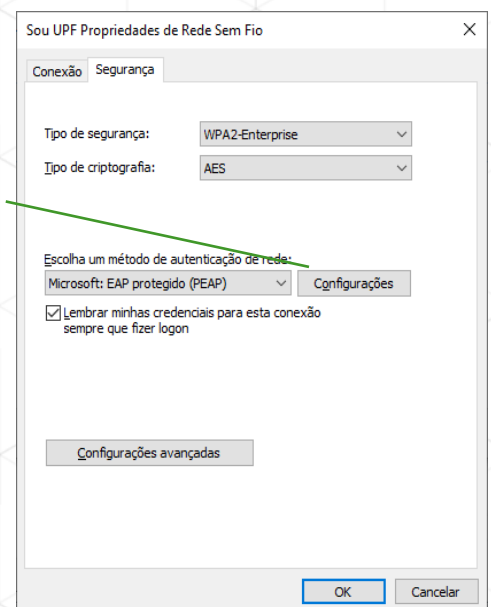 Sou UPF Propriedades de Rede Sem Fio
Conexão Segurança
Tipo de segurança: WPA2-Enterprise
Tipo de criptografia: AES
Escolha um método de autenticação de rede:
Microsoft: EAP protegido (PEAP) Configurações
Lembrar minhas credenciais para esta conexão
sempre que fizer logon
Configurações avançadas
OK Cancelar